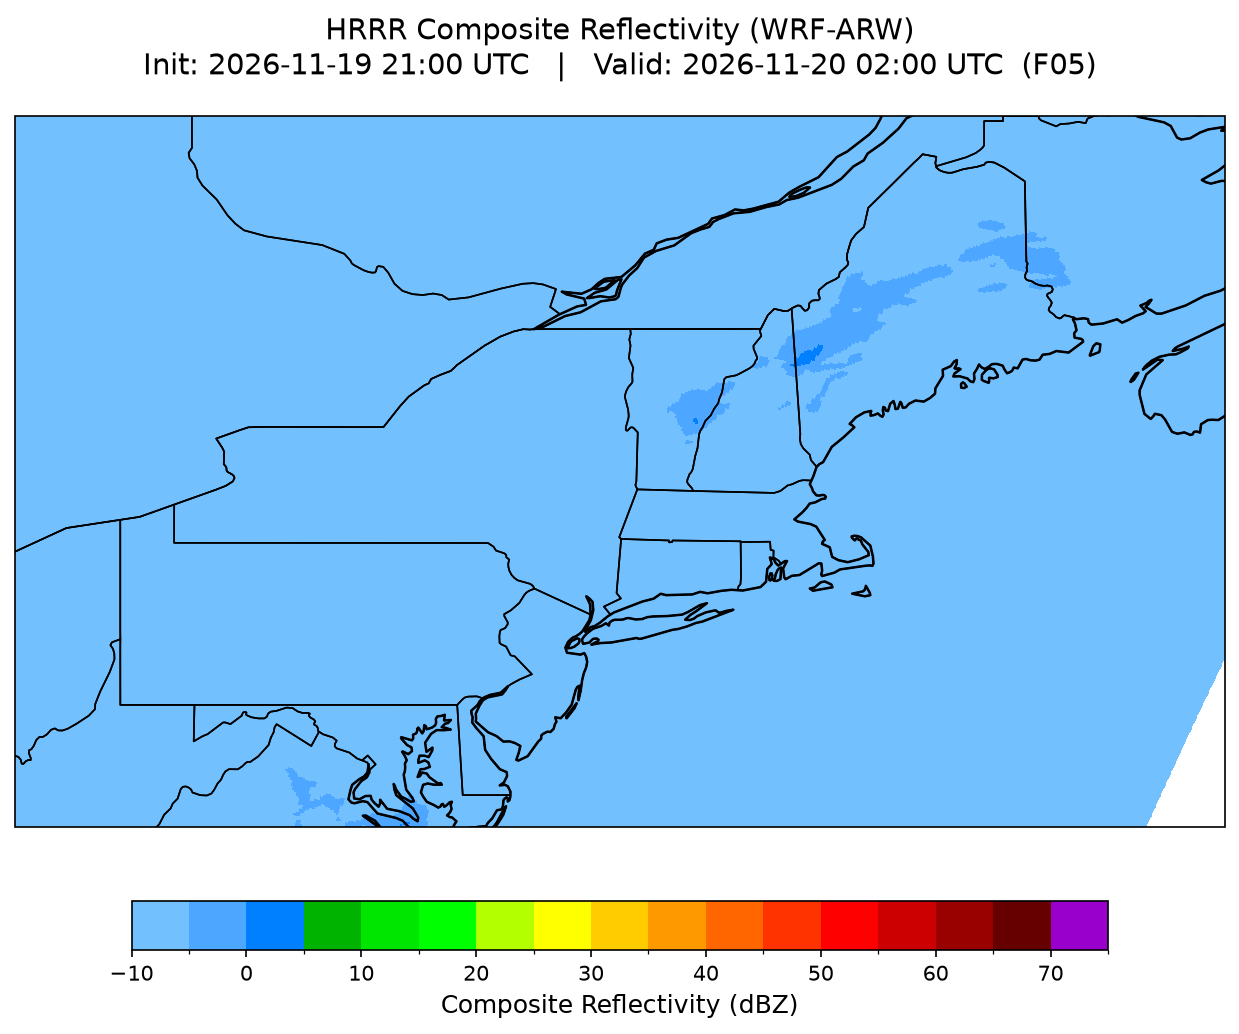 HRRR Composite Reflectivity (WRF-ARW)
Init: 2026-11-19 21:00 UTC   |   Valid: 2026-11-20 02:00 UTC  (F05)
−10 0 10 20 30 40 50 60 70
Composite Reflectivity (dBZ)